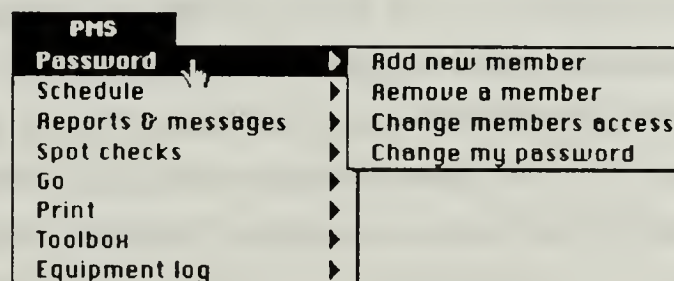 PMS
Password
Schedule
Reports & messages
Spot checks
Go
Print
Toolbox
Equipment log
Add new member
Remove a member
Change members access
Change my password